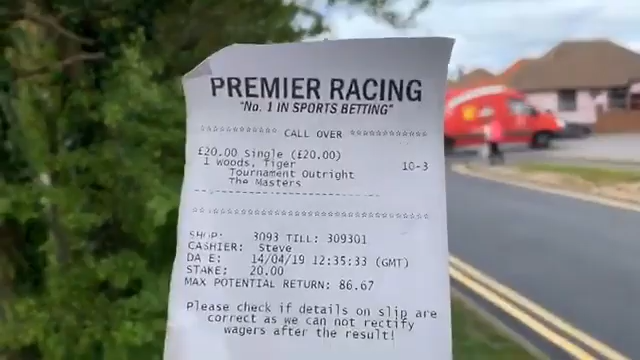 PREMIER RACING
"No. 1 IN SPORTS BETTING"
************ CALL OVER ************
£20.00 Single (£20.00)
1 Woods, Tiger 10-3
Tournament Outright
The Masters
------------------------------
************************************
SHOP: 3093 TILL: 309301
CASHIER: Steve
DA E: 14/04/19 12:35:33 (GMT)
STAKE: 20.00
MAX POTENTIAL RETURN: 86.67
Please check if details on slip are
correct as we can not rectify
wagers after the result!